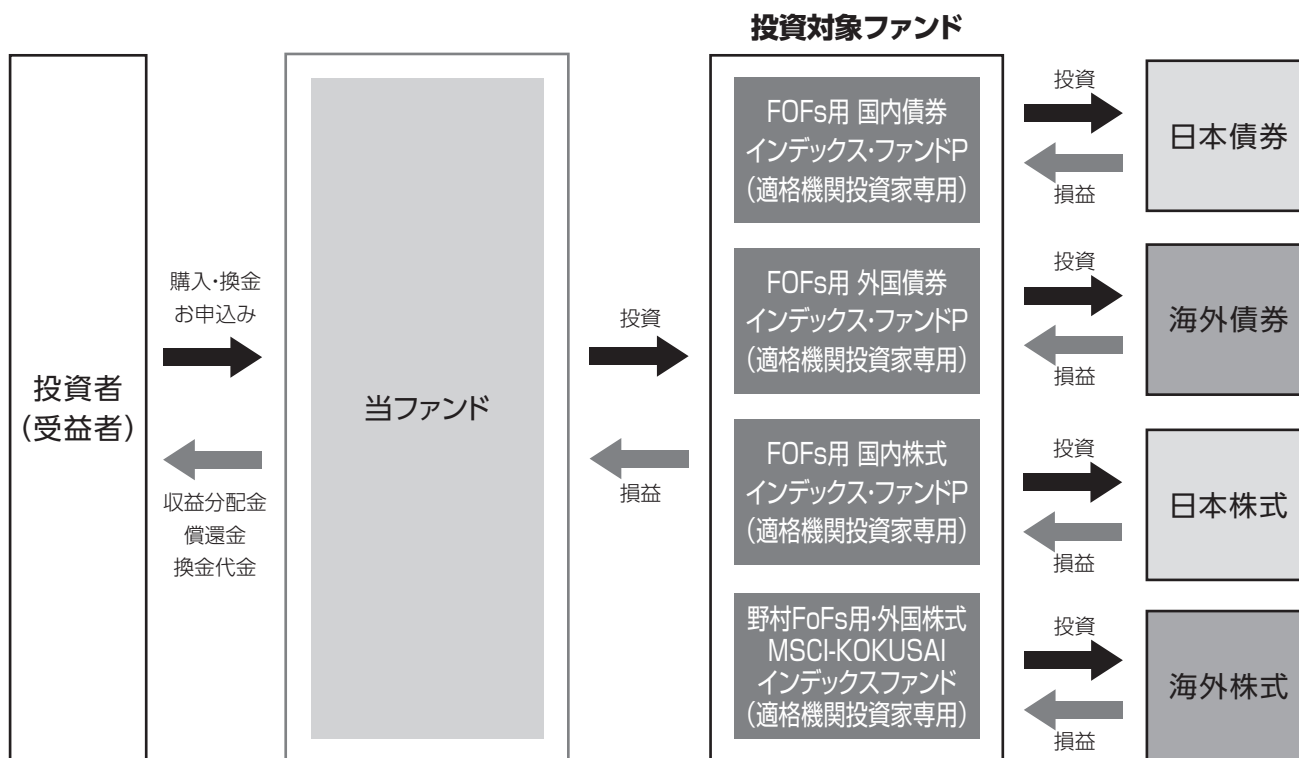 投資対象ファンド
投資者
（受益者）
購入・換金
お申込み
収益分配金
償還金
換金代金
当ファンド
投資
損益
FOFs用 国内債券
インデックス・ファンドP
（適格機関投資家専用）
投資
損益
日本債券
FOFs用 外国債券
インデックス・ファンドP
（適格機関投資家専用）
投資
損益
海外債券
FOFs用 国内株式
インデックス・ファンドP
（適格機関投資家専用）
投資
損益
日本株式
野村FoFs用・外国株式
MSCI-KOKUSAI
インデックスファンド
（適格機関投資家専用）
投資
損益
海外株式